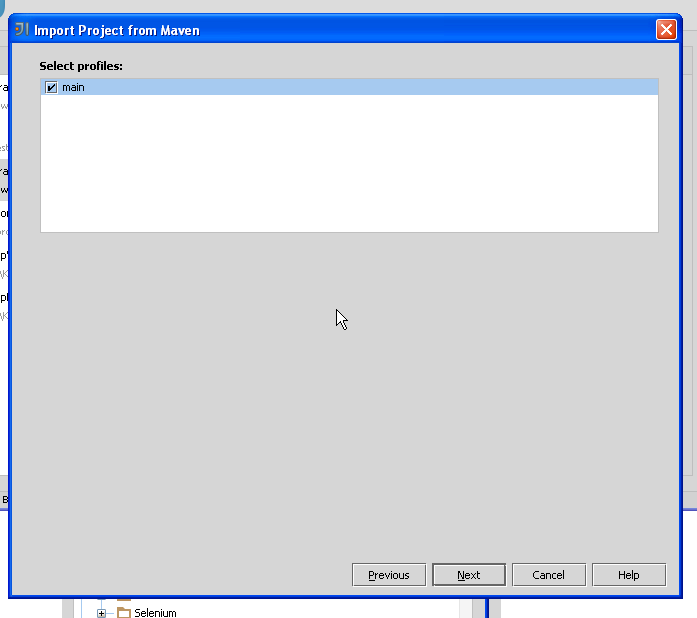 Import Project from Maven
Select profiles:
main
Previous
Next
Cancel
Help
Selenium